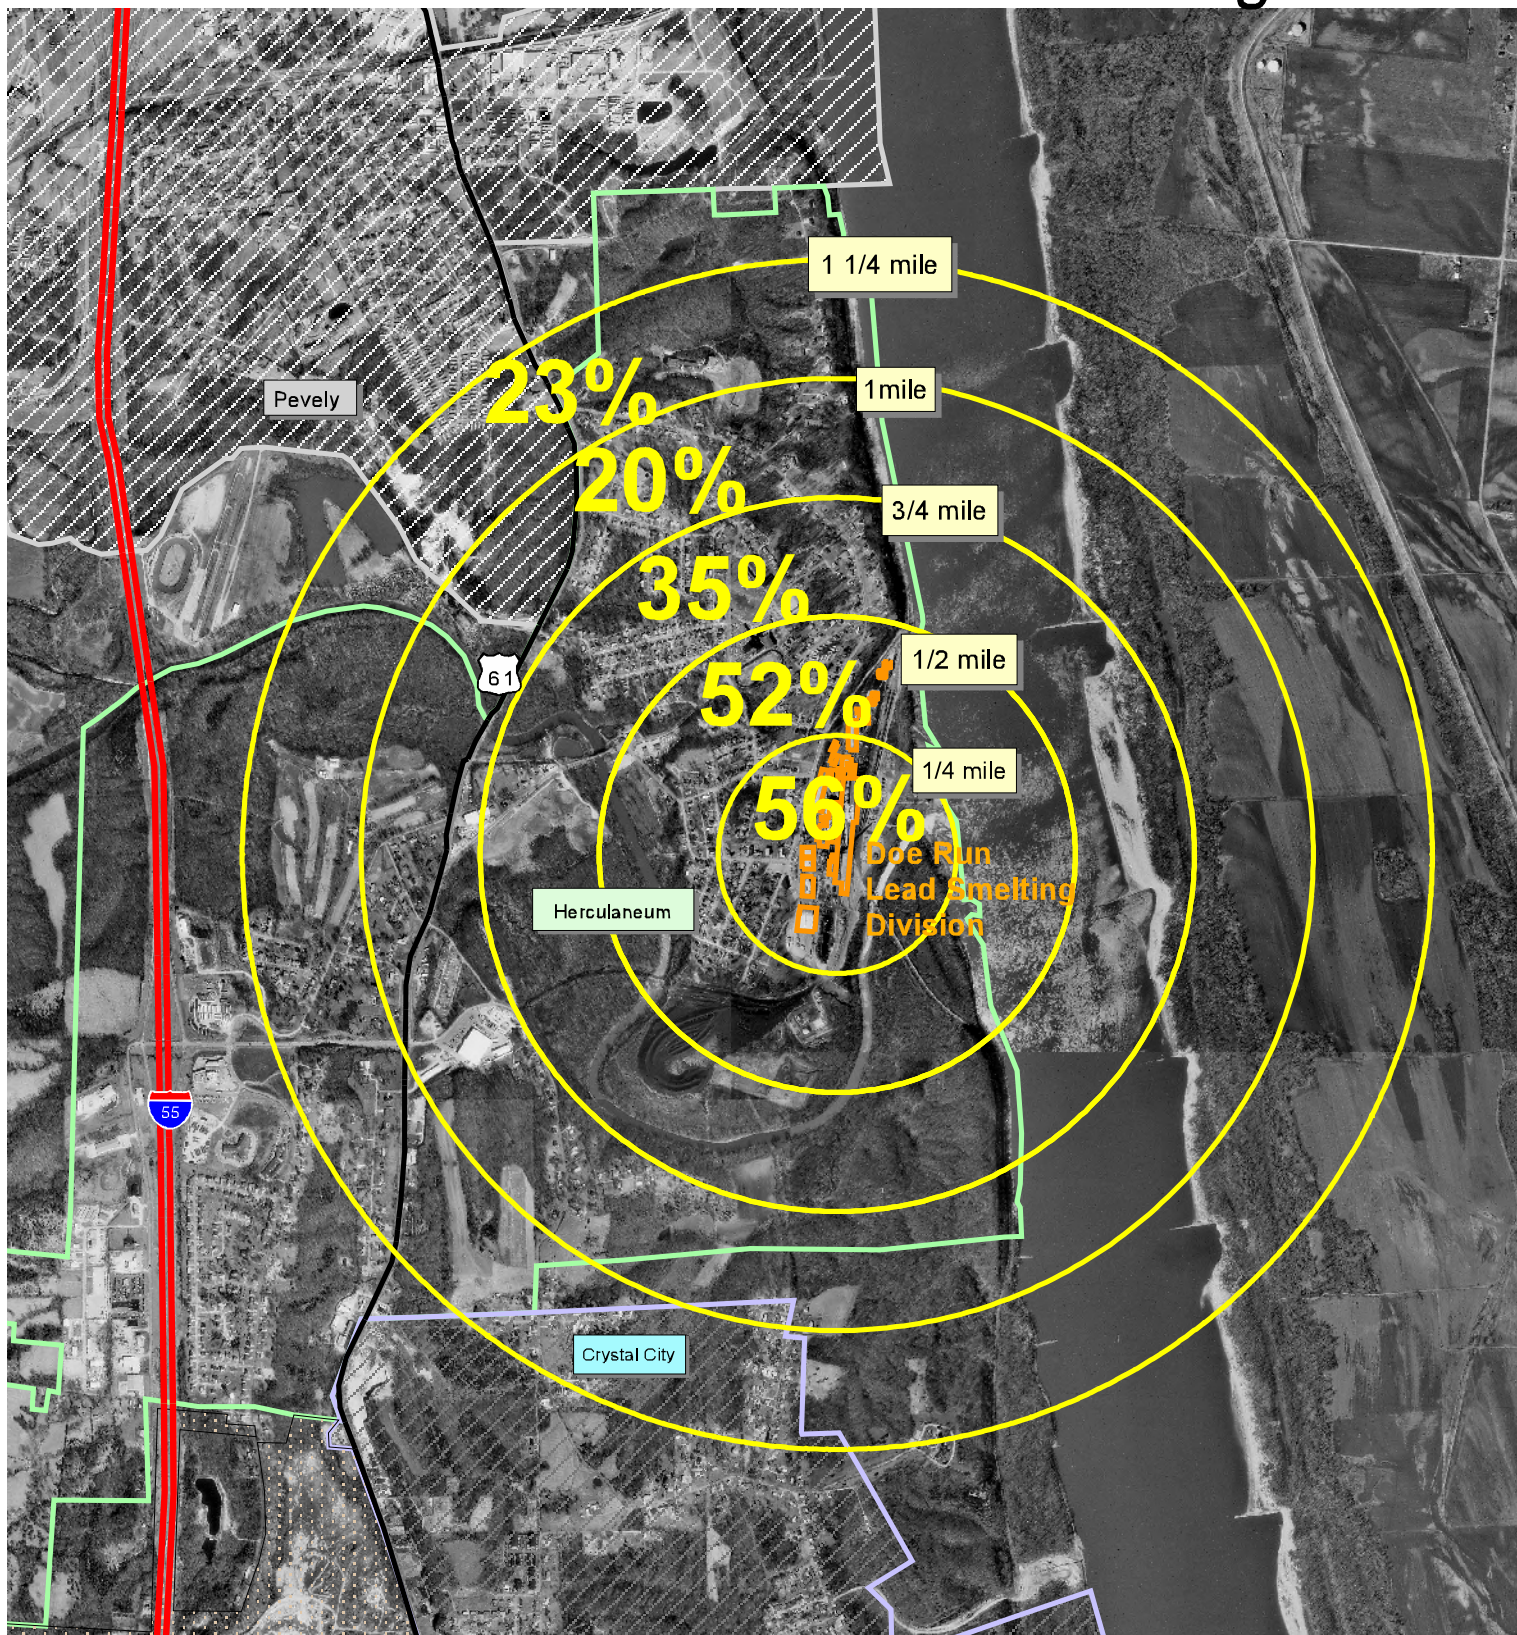 1 1/4 mile
23%
Pevely
1mile
20%
3/4 mile
35%
61
1/2 mile
52%
1/4 mile
56%
Doe Run
Lead Smelting
Division
Herculaneum
55
Crystal City